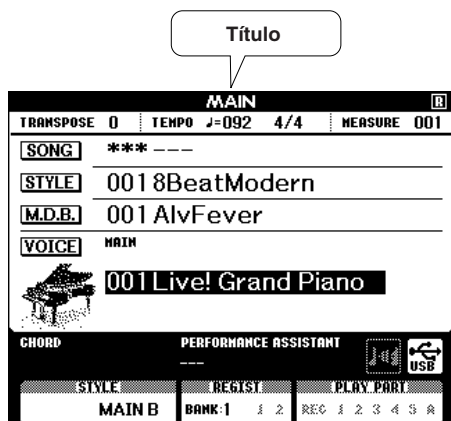 Título
MAIN R
TRANSPOSE 0 TEMPO ♩=092 4/4 MEASURE 001
SONG *** ---
STYLE 001 8BeatModern
M.D.B. 001 AlvFever
VOICE MAIN
001 Live! Grand Piano
CHORD PERFORMANCE ASSISTANT
--- USB
STYLE REGIST PLAY PART
MAIN B BANK:1 1 2 REC 1 2 3 4 5 A